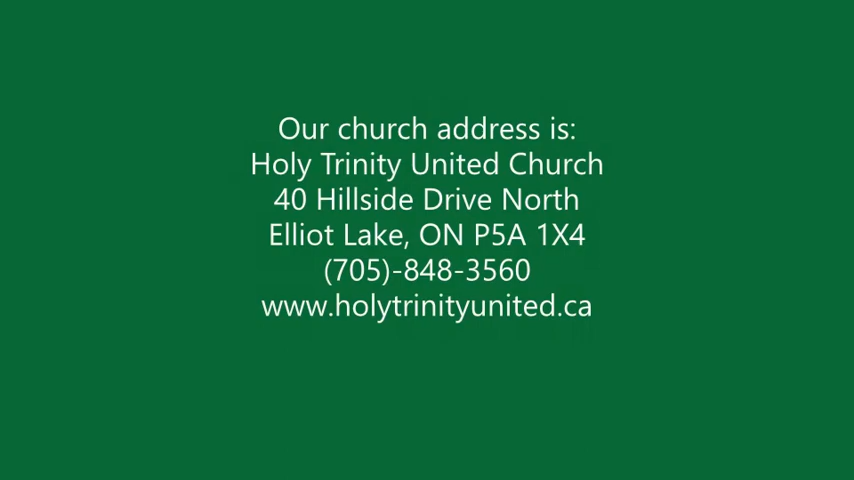 Our church address is:
Holy Trinity United Church
40 Hillside Drive North
Elliot Lake, ON P5A 1X4
(705)-848-3560
www.holytrinityunited.ca